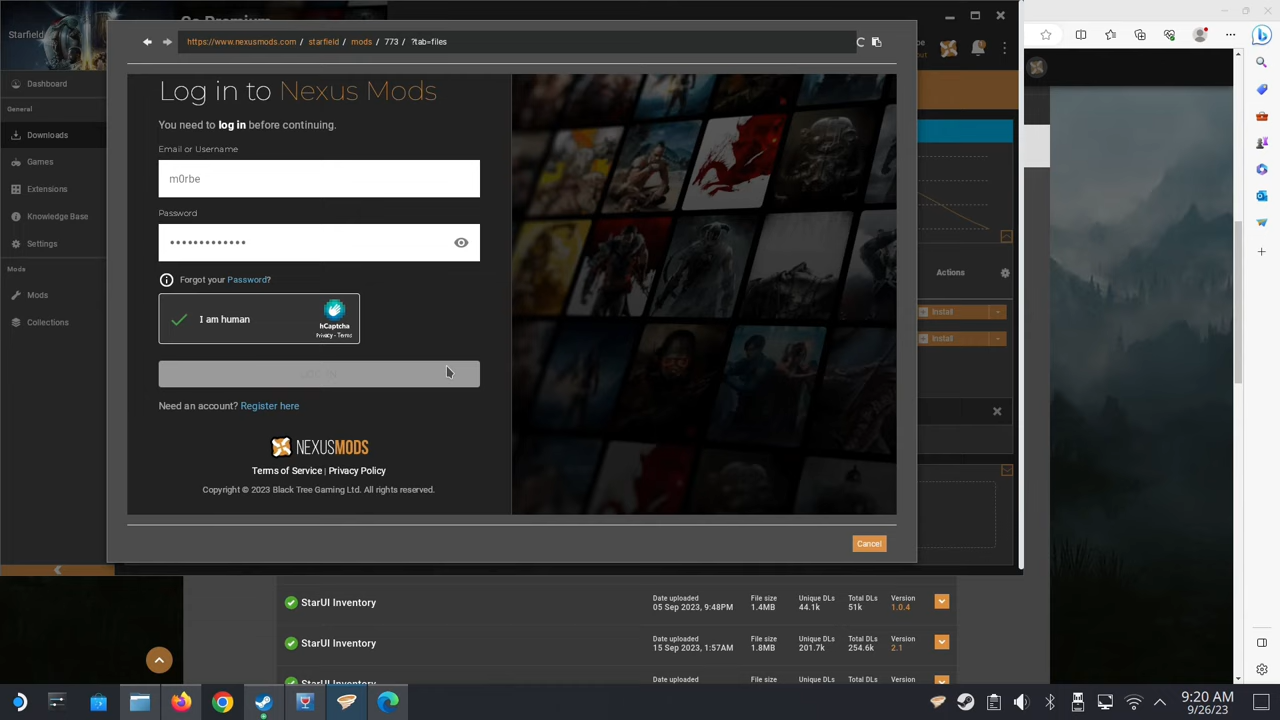 Starfield
Go Premium
https://www.nexusmods.com / starfield / mods / 773 / ?tab=files
Dashboard
General
Downloads
Games
Extensions
Knowledge Base
Settings
Mods
Mods
Collections
Log in to Nexus Mods
You need to log in before continuing.
Email or Username
m0rbe
Password
•••••••••••••
Forgot your Password?
I am human
hCaptcha
Privacy - Terms
LOG IN
Need an account? Register here
NEXUSMODS
Terms of Service | Privacy Policy
Copyright © 2023 Black Tree Gaming Ltd. All rights reserved.
Cancel
Actions
Install
Install
StarUI Inventory
Date uploaded
05 Sep 2023, 9:48PM
File size
1.4MB
Unique DLs
44.1k
Total DLs
51k
Version
1.0.4
StarUI Inventory
Date uploaded
15 Sep 2023, 1:57AM
File size
1.8MB
Unique DLs
201.7k
Total DLs
254.6k
Version
2.1
StarUI Inventory
Date uploaded
File size
Unique DLs
Total DLs
Version
9:20 AM
9/26/23